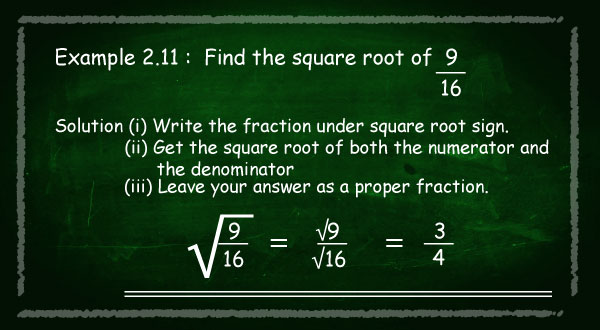 Example 2.11 : Find the square root of 9/16
Solution (i) Write the fraction under square root sign.
(ii) Get the square root of both the numerator and
the denominator
(iii) Leave your answer as a proper fraction.
√(9/16) = √9/√16 = 3/4